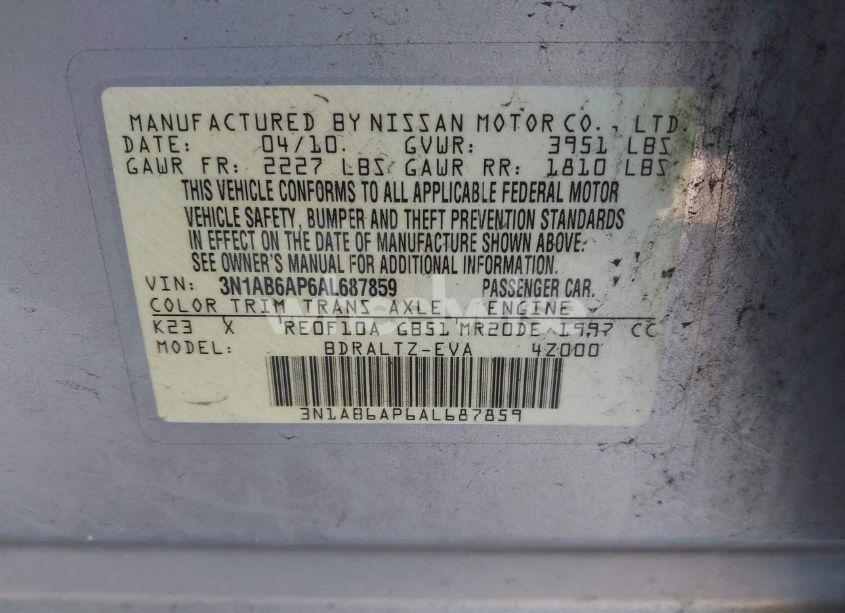 MANUFACTURED BY NISSAN MOTOR CO., LTD.
DATE: 04/10 GVWR: 3951 LBS
GAWR FR: 2227 LBS GAWR RR: 1810 LBS
THIS VEHICLE CONFORMS TO ALL APPLICABLE FEDERAL MOTOR
VEHICLE SAFETY, BUMPER AND THEFT PREVENTION STANDARDS
IN EFFECT ON THE DATE OF MANUFACTURE SHOWN ABOVE.
SEE OWNER'S MANUAL FOR ADDITIONAL INFORMATION.
VIN: 3N1AB6AP6AL687859 PASSENGER CAR.
COLOR TRIM TRANS AXLE ENGINE
K23 X RE0F10A GB51 MR20DE 1997 CC
MODEL: BDRALTZ-EVA 4Z000
3N1AB6AP6AL687859